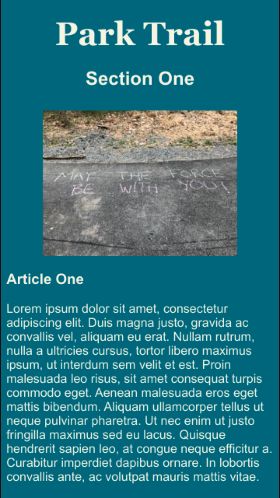 Park Trail
Section One
MAY THE FORCE
BE WITH YOU!
Article One
Lorem ipsum dolor sit amet, consectetur
adipiscing elit. Duis magna justo, gravida ac
convallis vel, aliquam eu erat. Nullam rutrum,
nulla a ultricies cursus, tortor libero maximus
ipsum, ut interdum sem velit et est. Proin
malesuada leo risus, sit amet consequat turpis
commodo eget. Aenean malesuada eros eget
mattis bibendum. Aliquam ullamcorper tellus ut
neque pulvinar pharetra. Ut nec enim ut justo
fringilla maximus sed eu lacus. Quisque
hendrerit sapien leo, at congue neque efficitur a.
Curabitur imperdiet dapibus ornare. In lobortis
convallis ante, ac volutpat mauris mattis vitae.